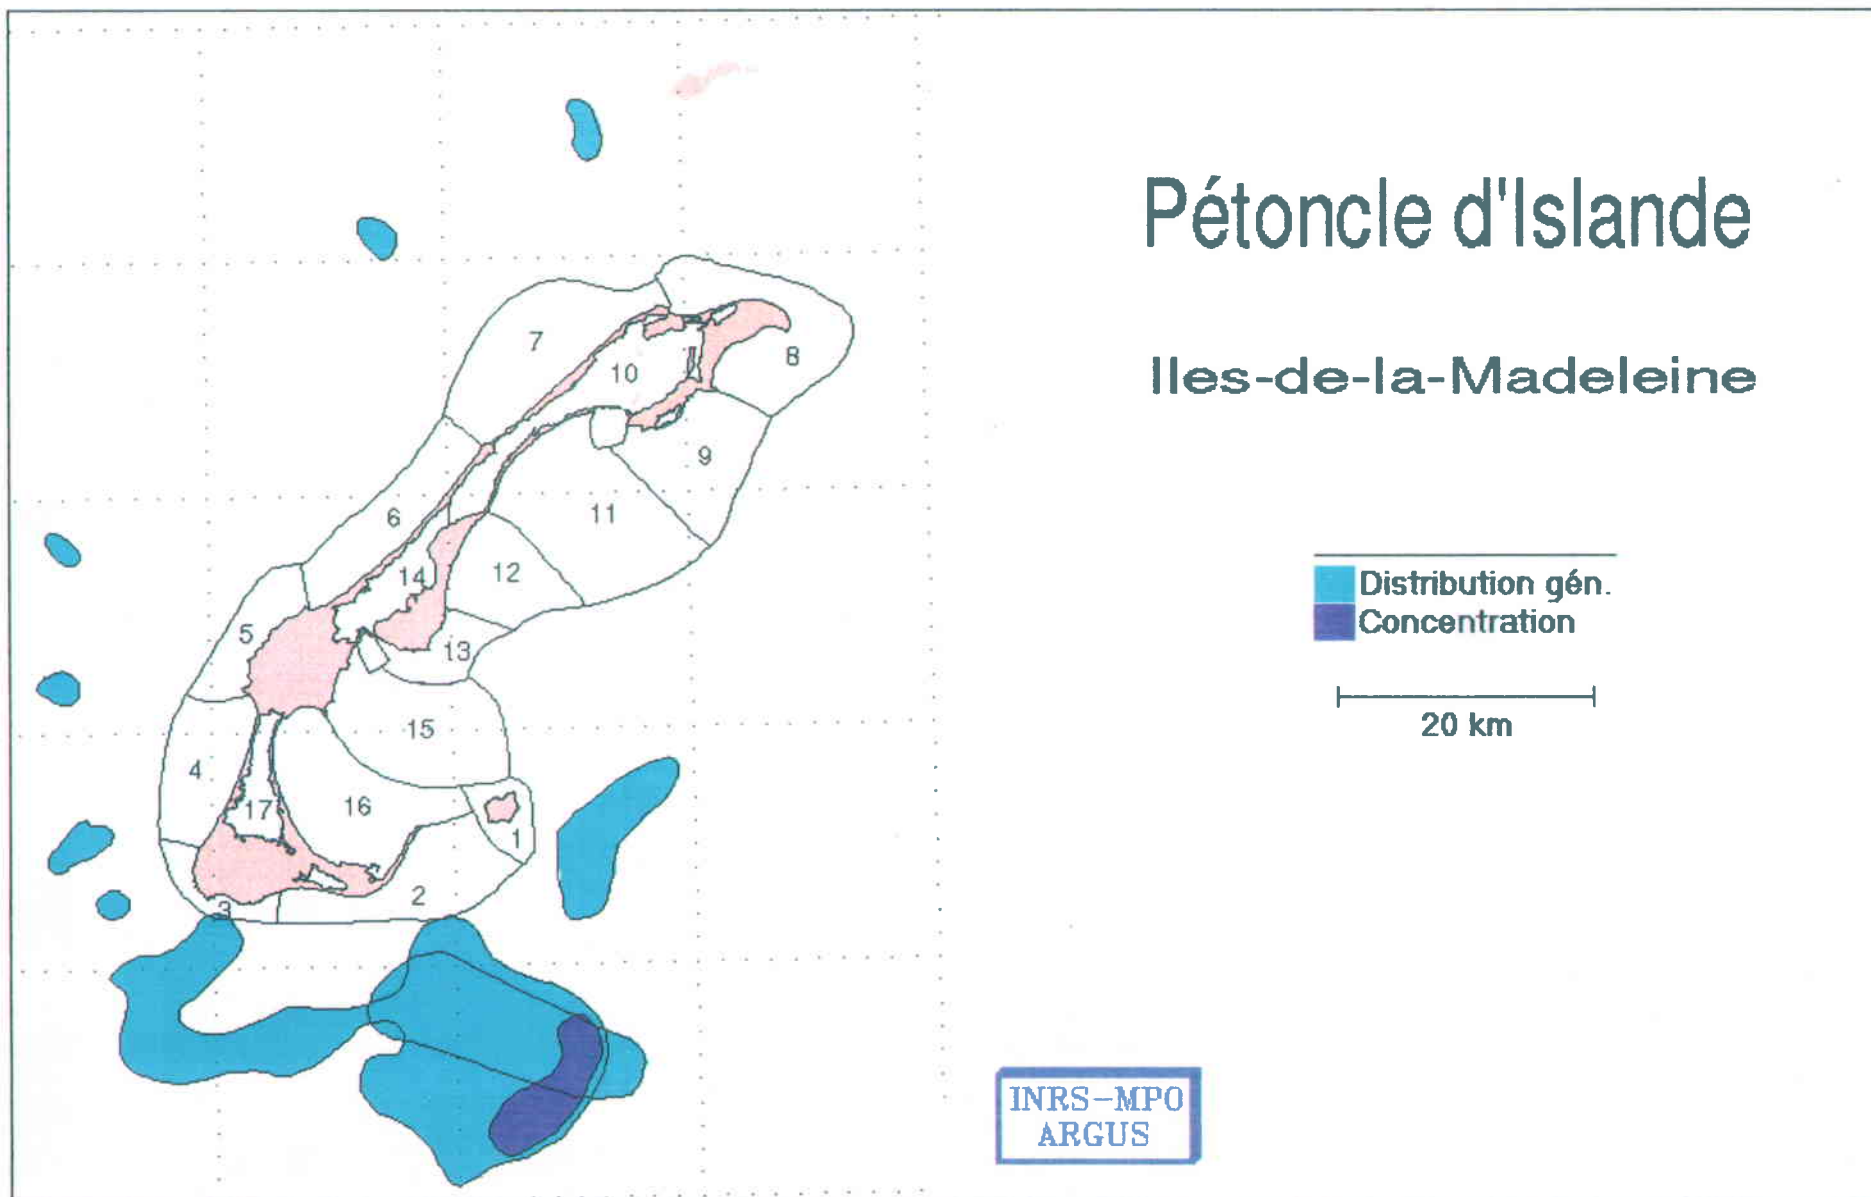 Pétoncle d'Islande
Iles-de-la-Madeleine
Distribution gén.
Concentration
20 km
INRS-MPO
ARGUS
7
8
10
9
6
11
14
12
5
13
15
4
17
16
1
2
3